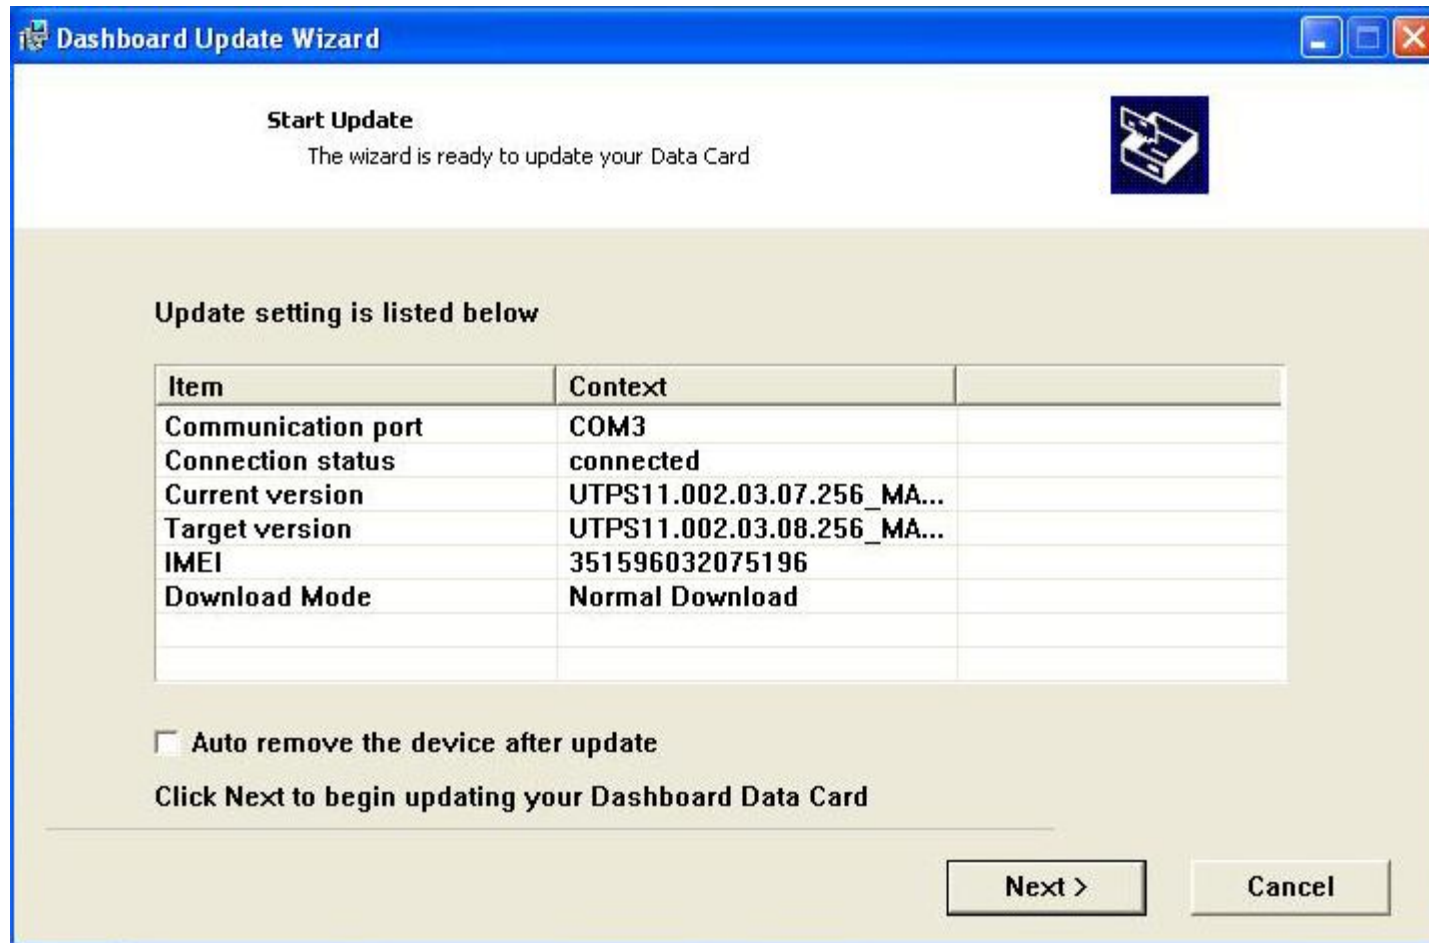 Dashboard Update Wizard
Start Update
The wizard is ready to update your Data Card
Update setting is listed below
Item Context
Communication port COM3
Connection status connected
Current version UTPS11.002.03.07.256_MA...
Target version UTPS11.002.03.08.256_MA...
IMEI 351596032075196
Download Mode Normal Download
Auto remove the device after update
Click Next to begin updating your Dashboard Data Card
Next > Cancel